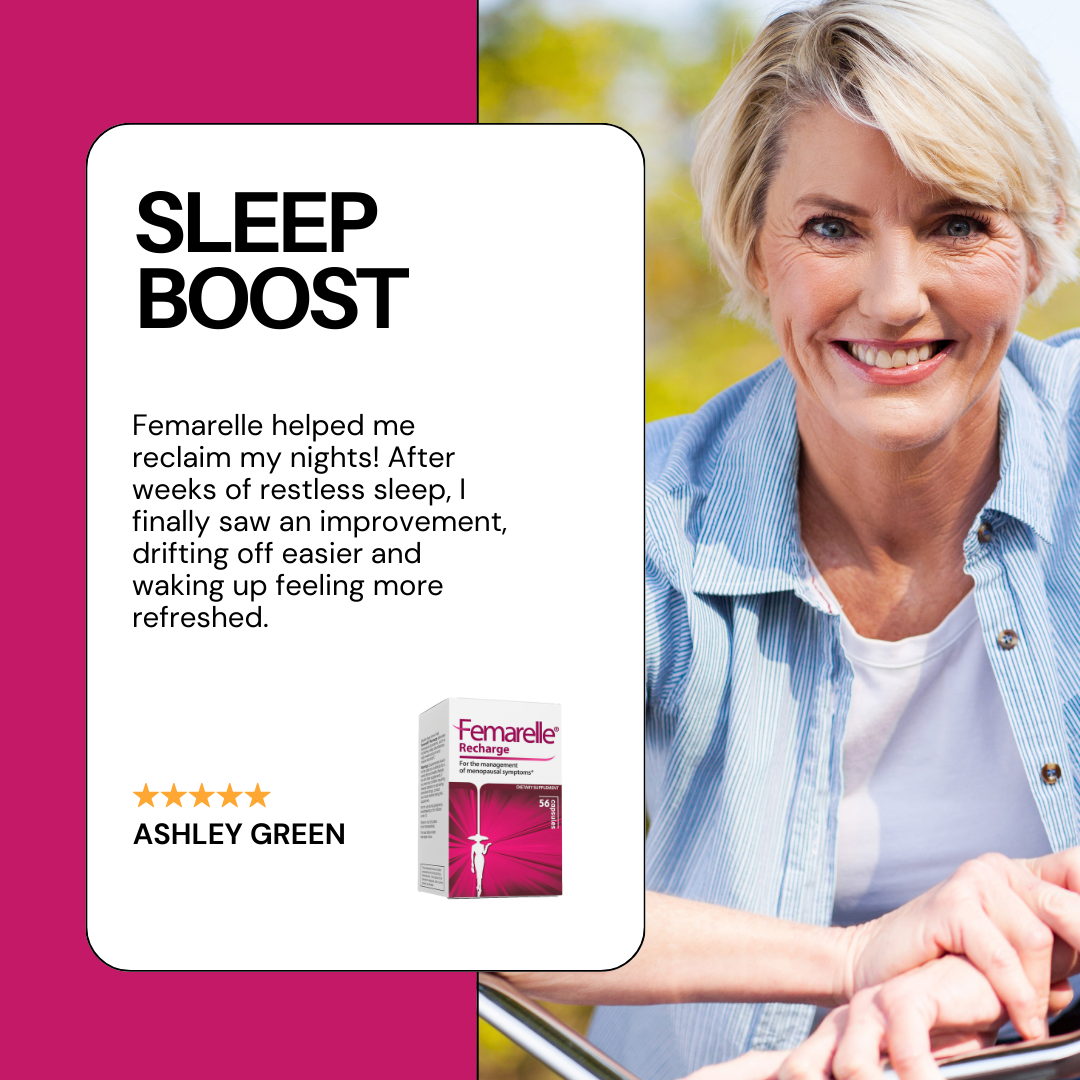 SLEEP
BOOST
Femarelle helped me
reclaim my nights! After
weeks of restless sleep, I
finally saw an improvement,
drifting off easier and
waking up feeling more
refreshed.
ASHLEY GREEN
Femarelle®
Recharge
For the management
of menopausal symptoms*
DIETARY SUPPLEMENT
56 capsules